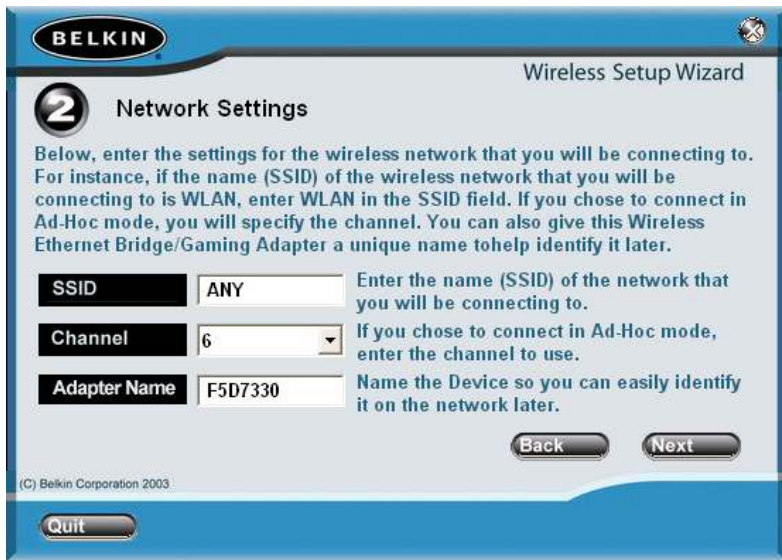 BELKIN
Wireless Setup Wizard
2 Network Settings
Below, enter the settings for the wireless network that you will be connecting to.
For instance, if the name (SSID) of the wireless network that you will be
connecting to is WLAN, enter WLAN in the SSID field. If you chose to connect in
Ad-Hoc mode, you will specify the channel. You can also give this Wireless
Ethernet Bridge/Gaming Adapter a unique name tohelp identify it later.
SSID
ANY
Enter the name (SSID) of the network that
you will be connecting to.
Channel
6
If you chose to connect in Ad-Hoc mode,
enter the channel to use.
Adapter Name
F5D7330
Name the Device so you can easily identify
it on the network later.
Back
Next
(C) Belkin Corporation 2003
Quit